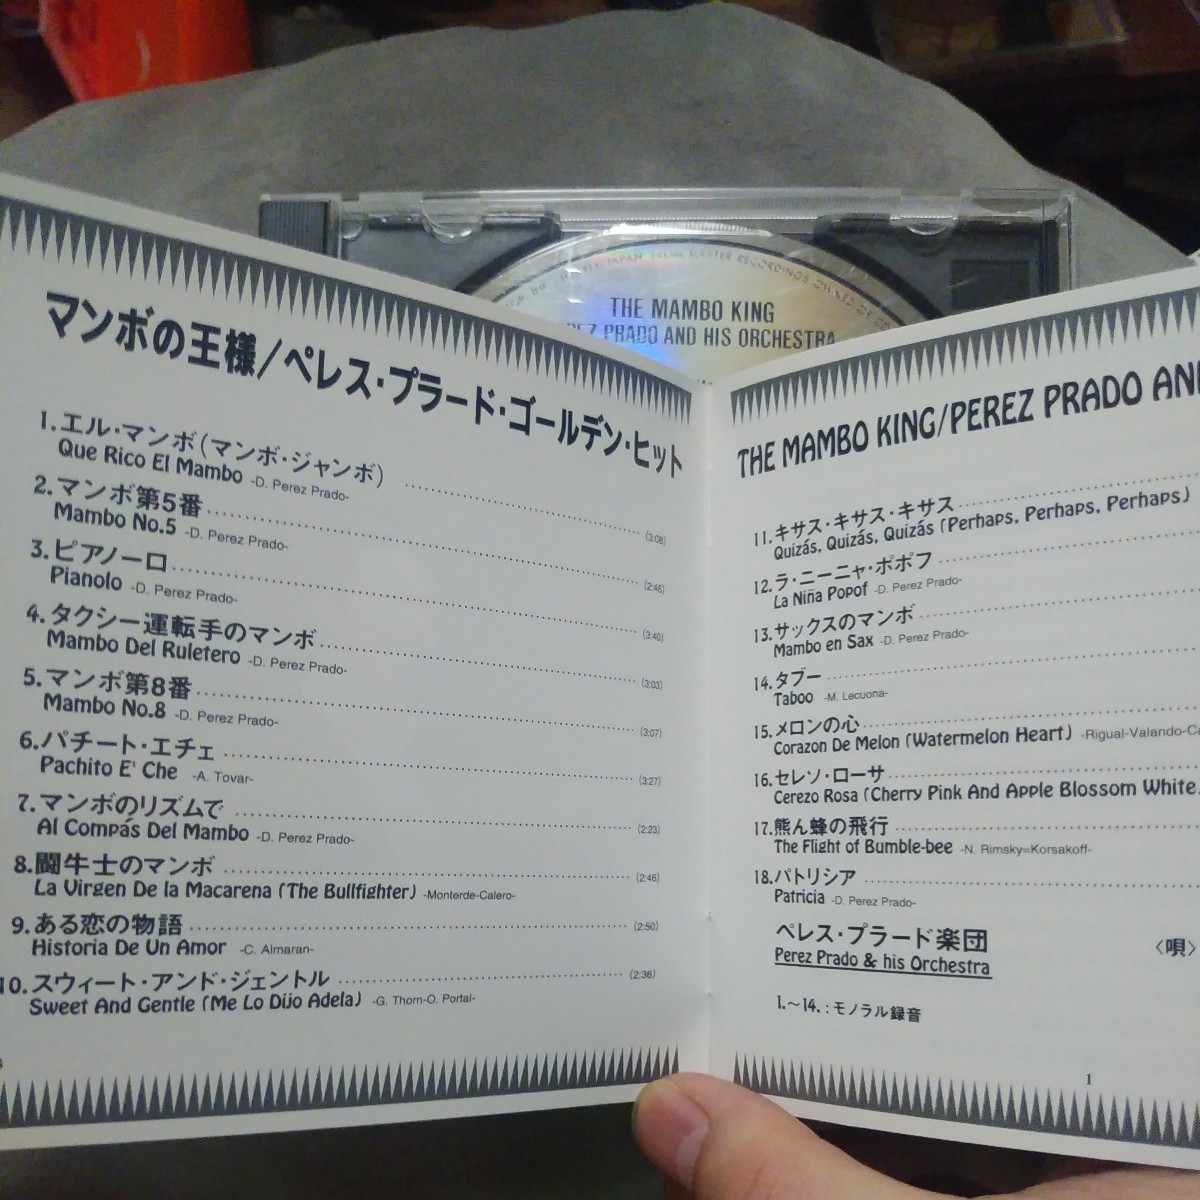 THE MAMBO KING
PEREZ PRADO AND HIS ORCHESTRA
マンボの王様/ペレス・プラード・ゴールデン・ヒット
1.エル・マンボ(マンボ・ジャンボ) (3:08)
Que Rico El Mambo -D. Perez Prado-
2.マンボ第5番 (2:46)
Mambo No.5 -D. Perez Prado-
3.ピアノーロ (3:40)
Pianolo -D. Perez Prado-
4.タクシー運転手のマンボ (3:03)
Mambo Del Ruletero -D. Perez Prado-
5.マンボ第8番 (3:07)
Mambo No.8 -D. Perez Prado-
6.パチート・エチェ (3:27)
Pachito E' Che -A. Tovar-
7.マンボのリズムで (2:23)
Al Compás Del Mambo -D. Perez Prado-
8.闘牛士のマンボ (2:46)
La Virgen De la Macarena (The Bullfighter) -Monterde-Calero-
9.ある恋の物語 (2:50)
Historia De Un Amor -C. Almaran-
10.スウィート・アンド・ジェントル (2:36)
Sweet And Gentle (Me Lo Dijo Adela) -G. Thorn-O. Portal-
THE MAMBO KING/PEREZ PRADO AND
11.キサス・キサス・キサス
Quizás, Quizás, Quizás (Perhaps, Perhaps, Perhaps)
12.ラ・ニーニャ・ポポフ
La Niña Popof -D. Perez Prado-
13.サックスのマンボ
Mambo en Sax -D. Perez Prado-
14.タブー
Taboo -M. Lecuona-
15.メロンの心
Corazon De Melon (Watermelon Heart) -Rigual-Valando-Ca
16.セレソ・ローサ
Cerezo Rosa (Cherry Pink And Apple Blossom White
17.熊ん蜂の飛行
The Flight of Bumble-bee -N. Rimsky=Korsakoff-
18.パトリシア
Patricia -D. Perez Prado-
ペレス・プラード楽団 〈唄〉
Perez Prado & his Orchestra
1.～14.:モノラル録音
1